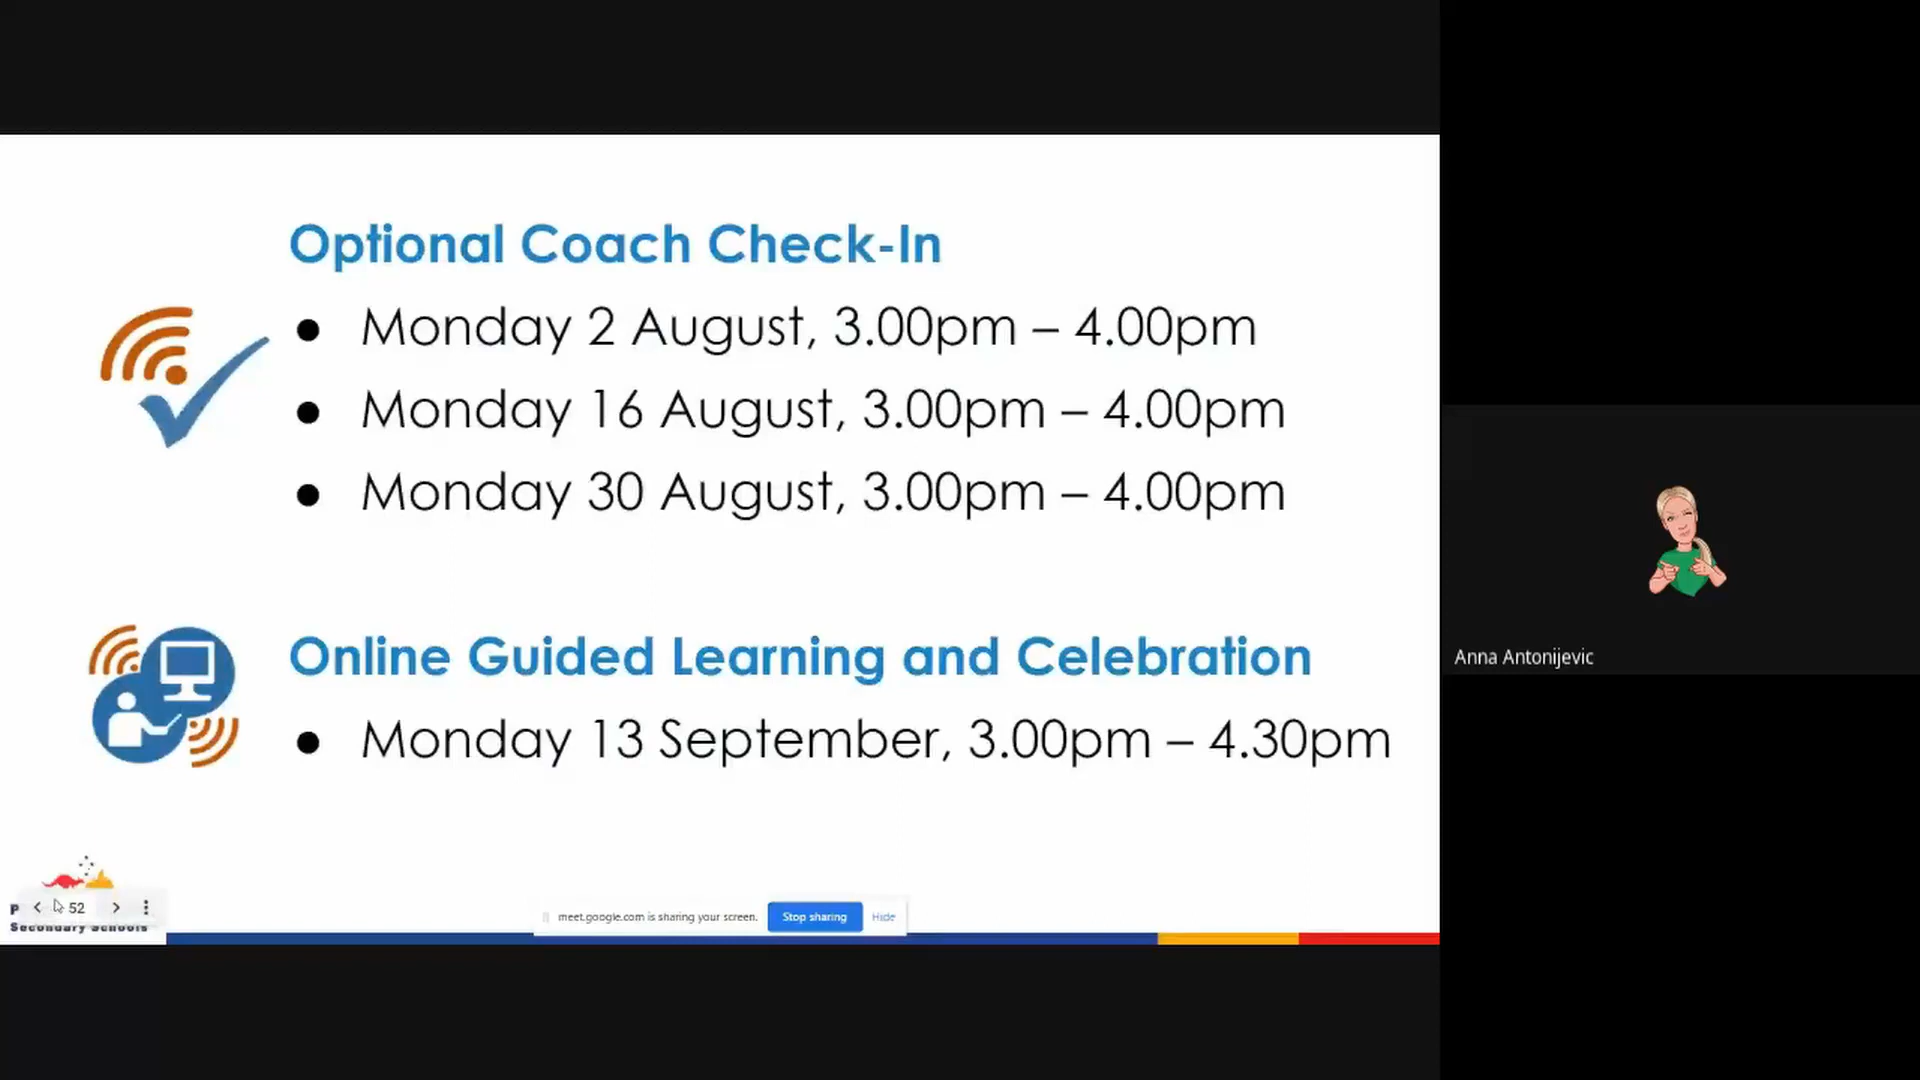 Optional Coach Check-In
● Monday 2 August, 3.00pm – 4.00pm
● Monday 16 August, 3.00pm – 4.00pm
● Monday 30 August, 3.00pm – 4.00pm
Online Guided Learning and Celebration
● Monday 13 September, 3.00pm – 4.30pm
Anna Antonijevic
52
Secondary Schools
meet.google.com is sharing your screen.
Stop sharing
Hide